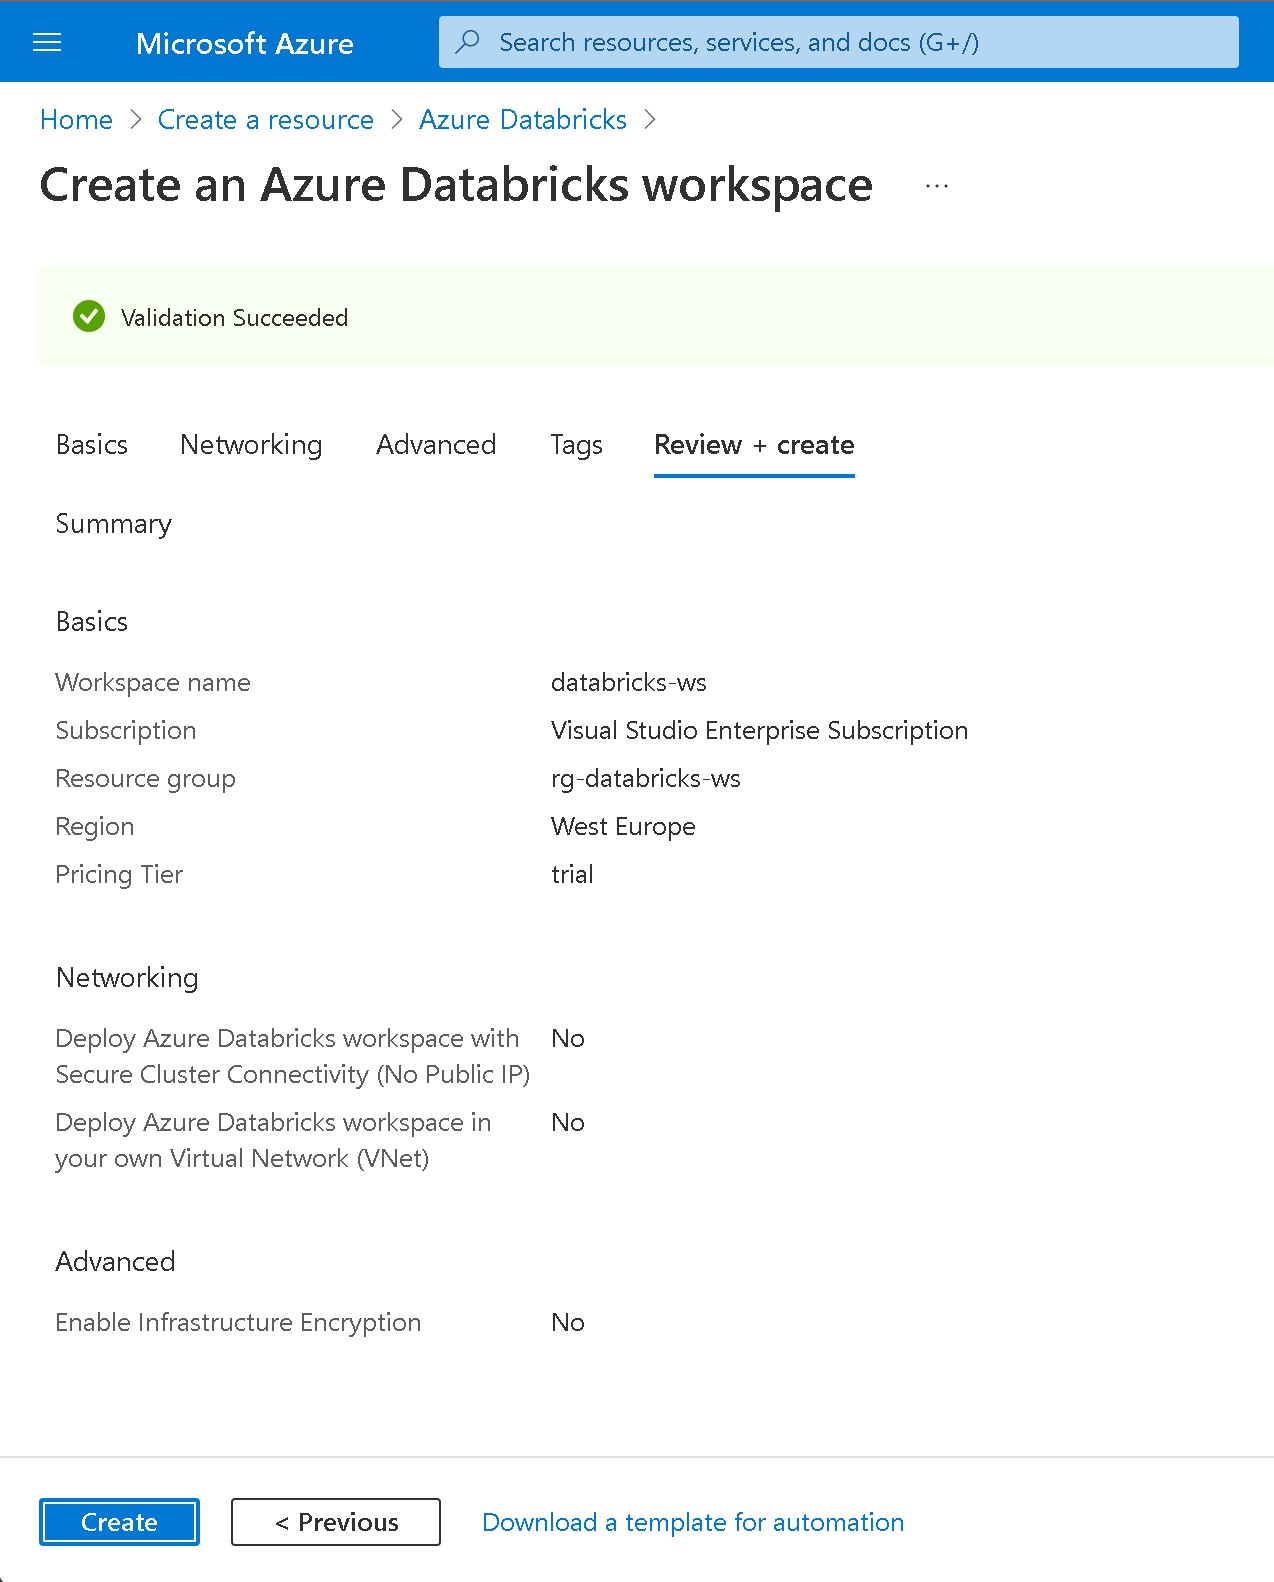 Microsoft Azure
Search resources, services, and docs (G+/)
Home > Create a resource > Azure Databricks >
Create an Azure Databricks workspace ...
Validation Succeeded
Basics Networking Advanced Tags Review + create
Summary
Basics
Workspace name databricks-ws
Subscription Visual Studio Enterprise Subscription
Resource group rg-databricks-ws
Region West Europe
Pricing Tier trial
Networking
Deploy Azure Databricks workspace with No
Secure Cluster Connectivity (No Public IP)
Deploy Azure Databricks workspace in No
your own Virtual Network (VNet)
Advanced
Enable Infrastructure Encryption No
Create < Previous Download a template for automation